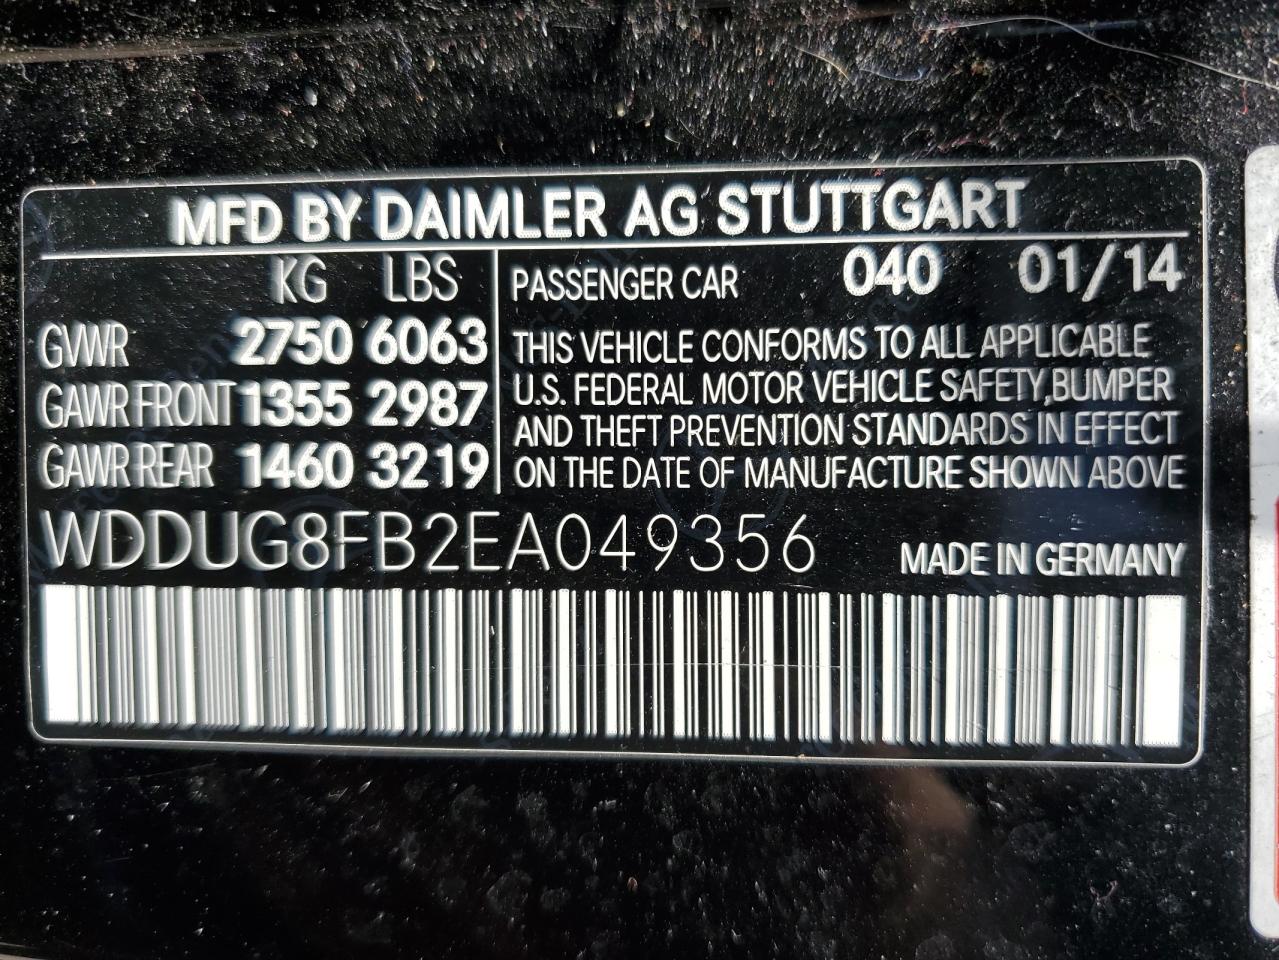 MFD BY DAIMLER AG STUTTGART
KG LBS
GVWR 2750 6063
GAWR FRONT 1355 2987
GAWR REAR 1460 3219
PASSENGER CAR 040 01/14
THIS VEHICLE CONFORMS TO ALL APPLICABLE
U.S. FEDERAL MOTOR VEHICLE SAFETY, BUMPER
AND THEFT PREVENTION STANDARDS IN EFFECT
ON THE DATE OF MANUFACTURE SHOWN ABOVE
WDDUG8FB2EA049356
MADE IN GERMANY